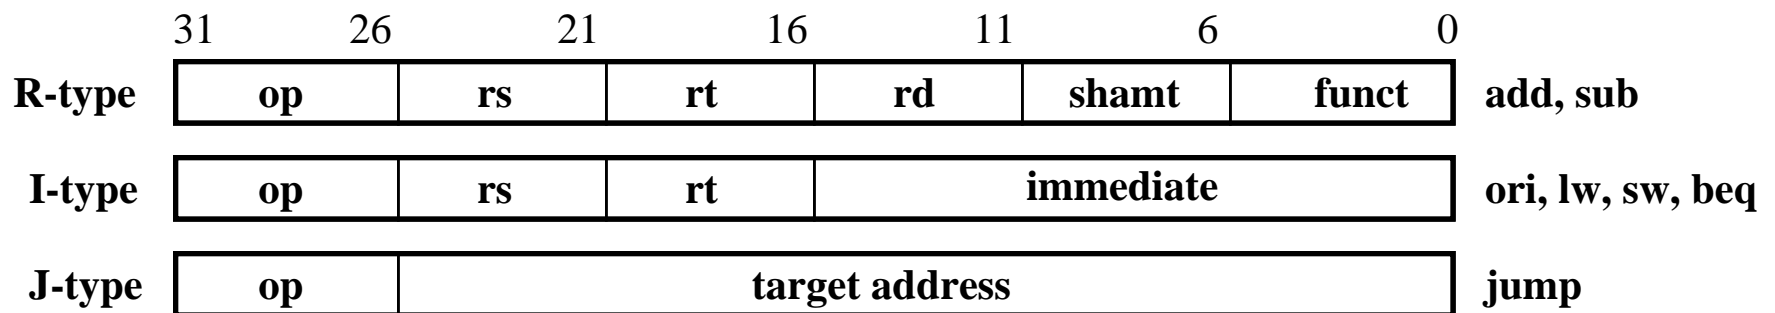 31 26 21 16 11 6 0
R-type op rs rt rd shamt funct add, sub
I-type op rs rt immediate ori, lw, sw, beq
J-type op target address jump